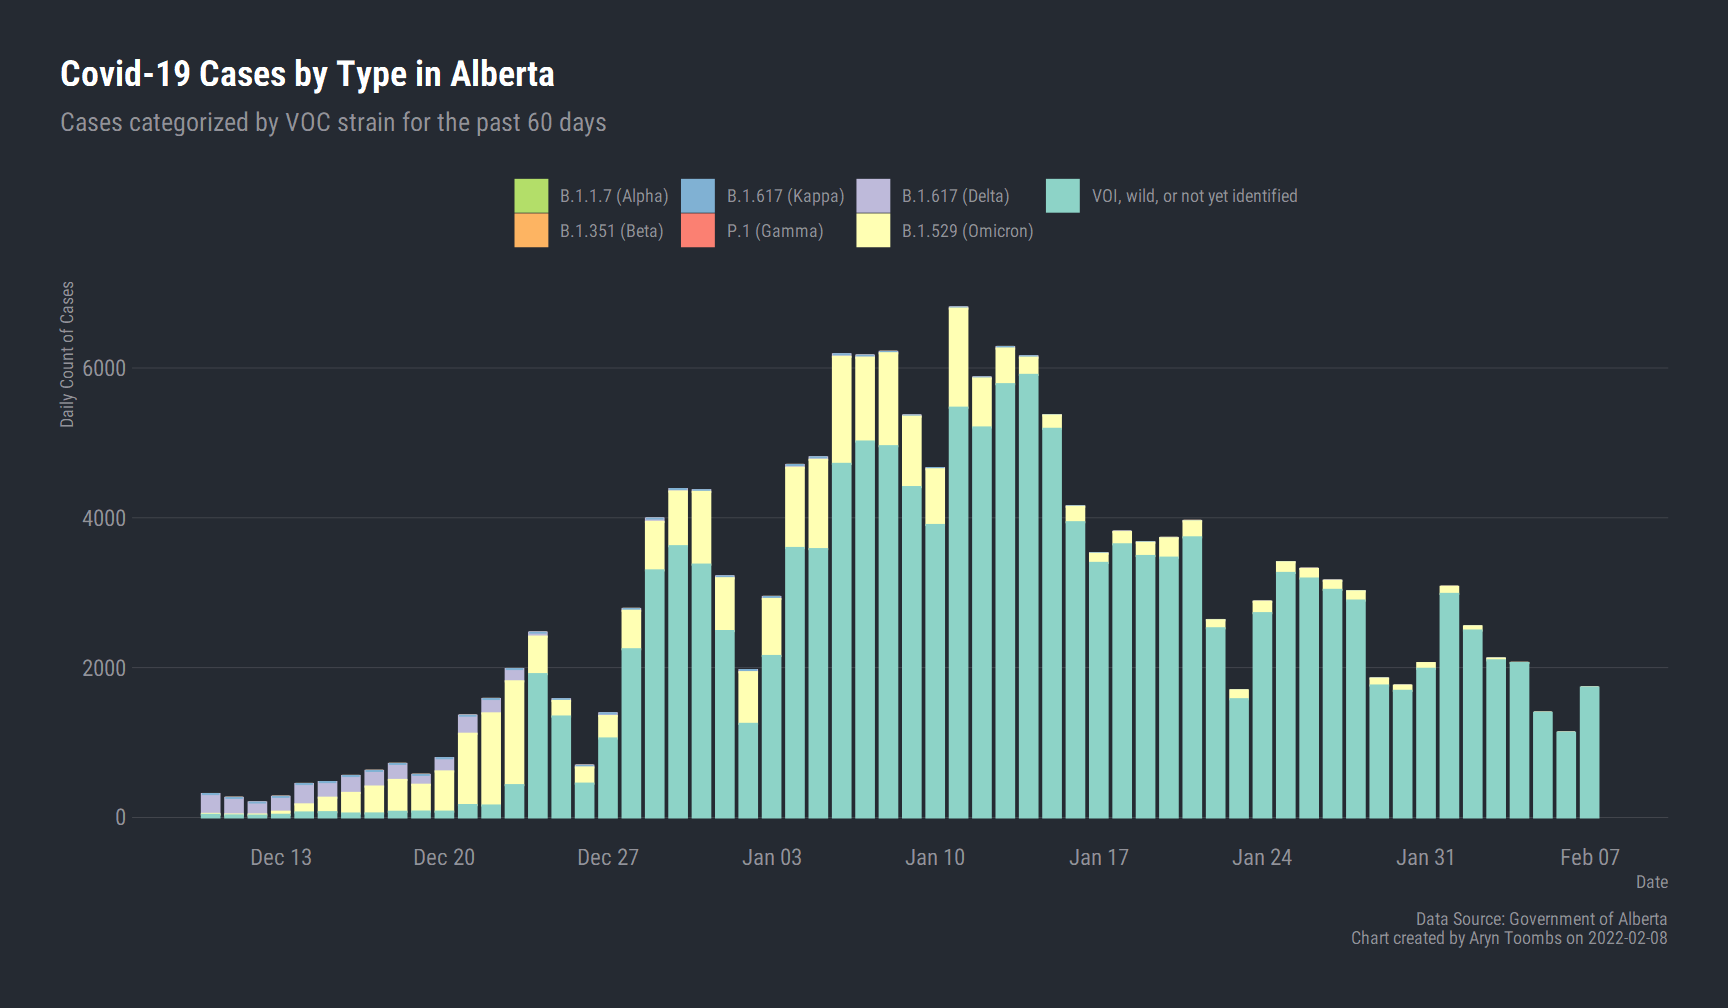 Covid-19 Cases by Type in Alberta
Cases categorized by VOC strain for the past 60 days
B.1.1.7 (Alpha) B.1.617 (Kappa) B.1.617 (Delta) VOI, wild, or not yet identified
B.1.351 (Beta) P.1 (Gamma) B.1.529 (Omicron)
Daily Count of Cases
6000
4000
2000
0
Dec 13 Dec 20 Dec 27 Jan 03 Jan 10 Jan 17 Jan 24 Jan 31 Feb 07
Date
Data Source: Government of Alberta
Chart created by Aryn Toombs on 2022-02-08